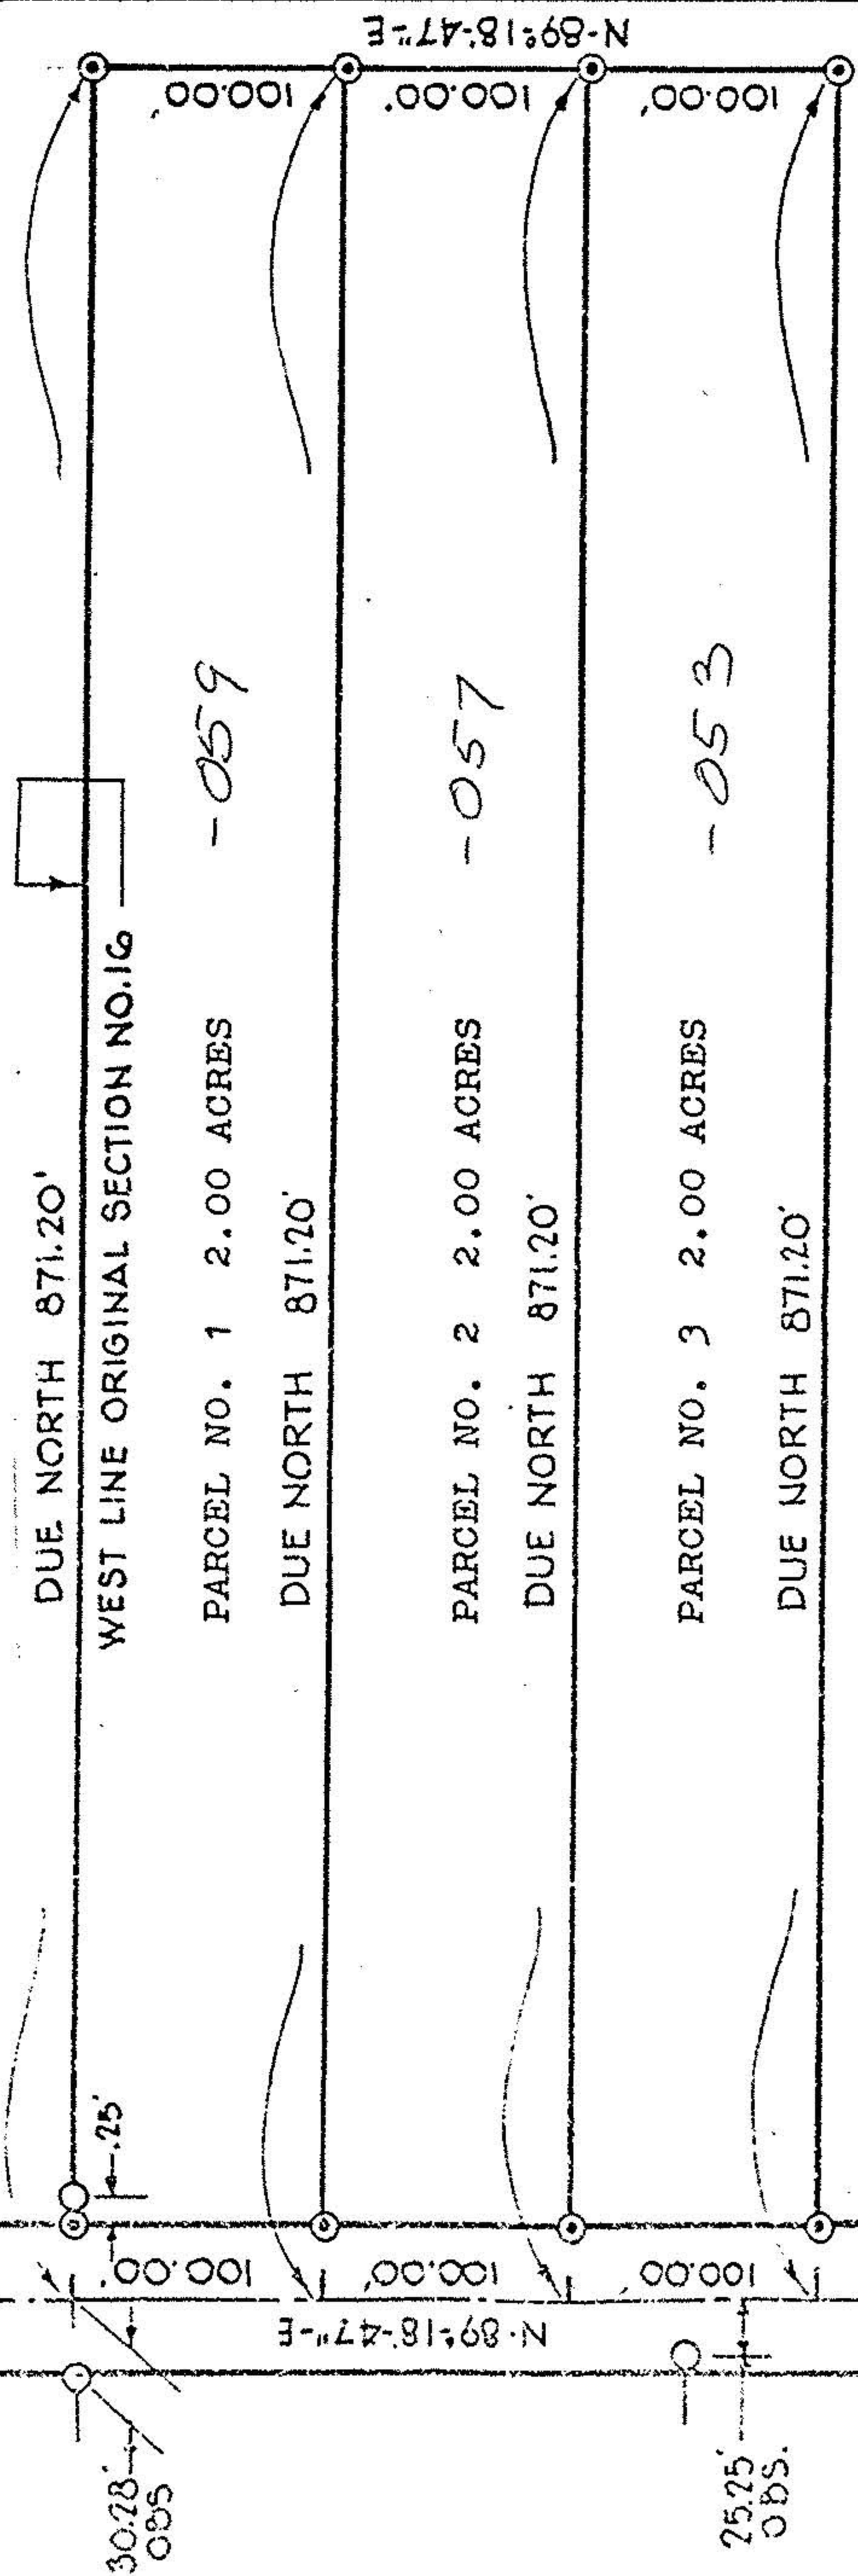 N-89°-18'-47"-E
100.00'
100.00'
100.00'
DUE NORTH 871.20'
WEST LINE ORIGINAL SECTION NO.16
PARCEL NO. 1 2.00 ACRES -059
DUE NORTH 871.20'
PARCEL NO. 2 2.00 ACRES -057
DUE NORTH 871.20'
PARCEL NO. 3 2.00 ACRES -053
DUE NORTH 871.20'
.25'
100.00'
100.00'
100.00'
N-89°-18'-47"-E
30.28'
OBS
25.25'
OBS.